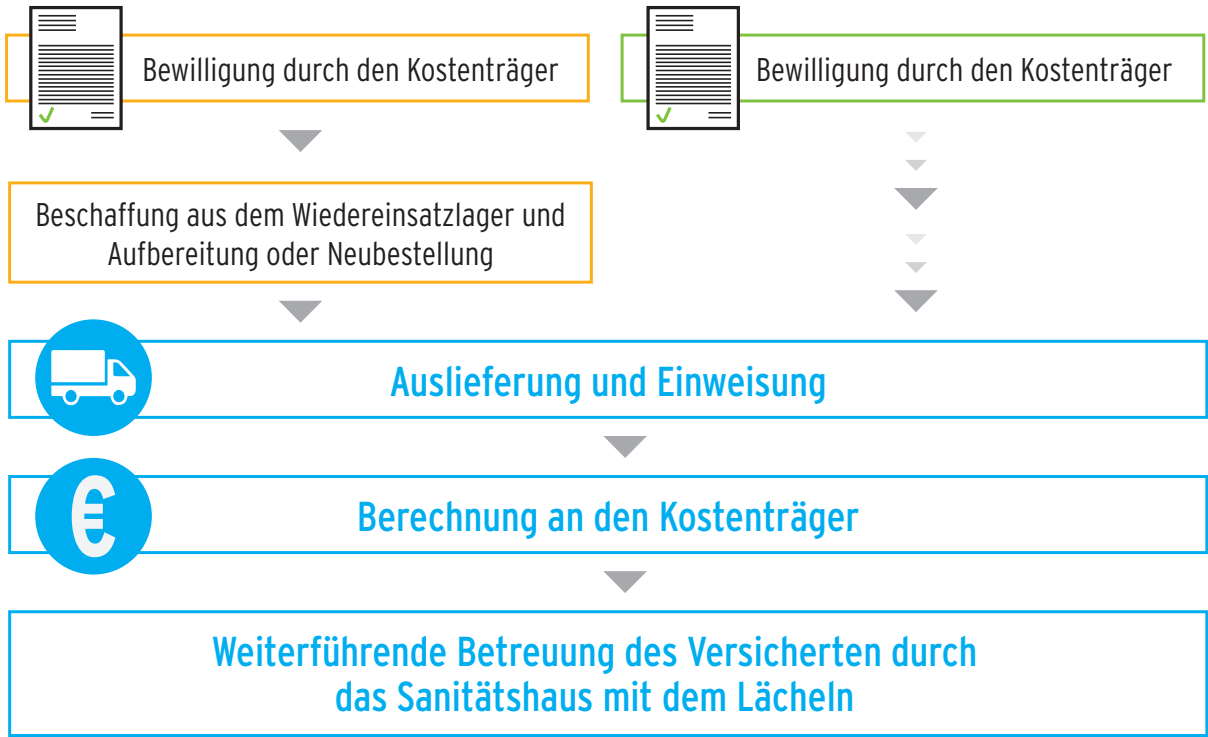 Bewilligung durch den Kostenträger
Bewilligung durch den Kostenträger
Beschaffung aus dem Wiedereinsatzlager und
Aufbereitung oder Neubestellung
Auslieferung und Einweisung
€
Berechnung an den Kostenträger
Weiterführende Betreuung des Versicherten durch
das Sanitätshaus mit dem Lächeln